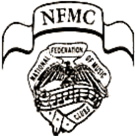 NFMC
NATIONAL FEDERATION OF MUSIC
CLUBS